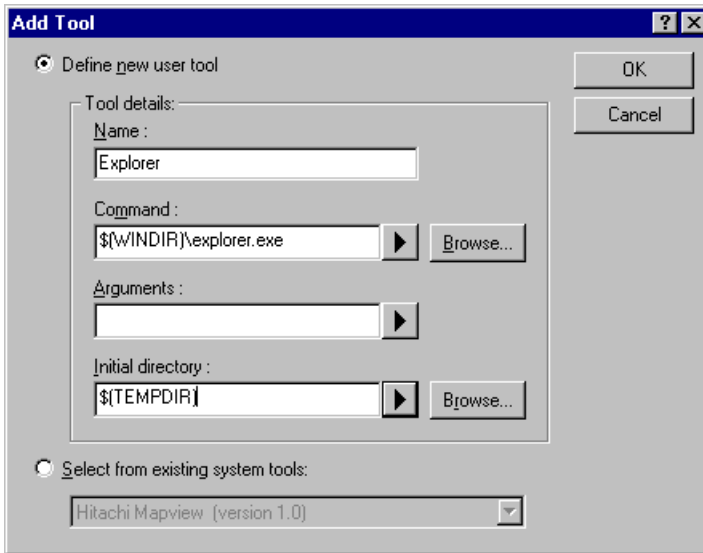 Add Tool
Define new user tool
OK
Cancel
Tool details:
Name :
Explorer
Command :
$(WINDIR)\explorer.exe
Browse...
Arguments :
Initial directory :
$(TEMPDIR)
Browse...
Select from existing system tools:
Hitachi Mapview (version 1.0)